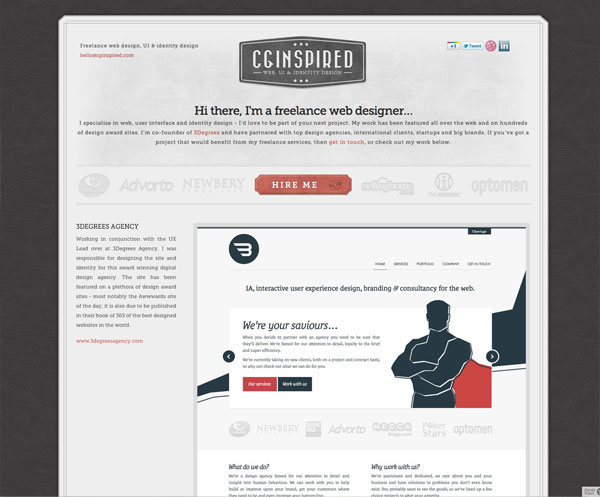 Freelance web design, UI & identity design
hello@cginspired.com
CGINSPIRED
WEB, UI & IDENTITY DESIGN
+1
Tweet
in
Hi there, I'm a freelance web designer...
I specialise in web, user interface and identity design - I'd love to be part of your next project. My work has been featured all over the web and on hundreds
of design award sites. I'm co-founder of 3Degrees and have partnered with top design agencies, international clients, startups and big brands. If you've got a
project that would benefit from my freelance services, then get in touch, or check out my work below.
Advorto
NEWBERY
HIRE ME
optomen
3DEGREES AGENCY
Working in conjunction with the UX
Lead over at 3Degrees Agency, I was
responsible for designing the site and
identity for this award winning digital
design agency. The site has been
featured on a plethora of design award
sites - most notably the Awwwards site
of the day, it is also due to be published
in their book of 365 of the best designed
websites in the world.
www.3degreesagency.com
Client login
HOME
SERVICES
PORTFOLIO
COMPANY
GET IN TOUCH
IA, interactive user experience design, branding & consultancy for the web.
We're your saviours...
When you decide to partner with an agency you need to be sure that
they'll deliver. We're famed for our attention to detail, loyalty to the brief
and super efficiency.
We're currently taking on new clients, both on a project and contract basis,
so why not check out what we can do for you.
Our services
Work with us
NEWBERY
Advorto
MECCA
bingo.com
Poker
Stars
optomen
What do we do?
We're a design agency famed for our attention to detail and
insight into human behaviour. We can work with you to help
build or improve upon your brand, give your customers where
they need to be and even improve your bottom line.
Why work with us?
We're passionate and dedicated, we care about you and your
business and have solutions to problems you didn't even know
exist. You probably want to see the goods, so we've lined up a few
choice projects to whet your appetite.